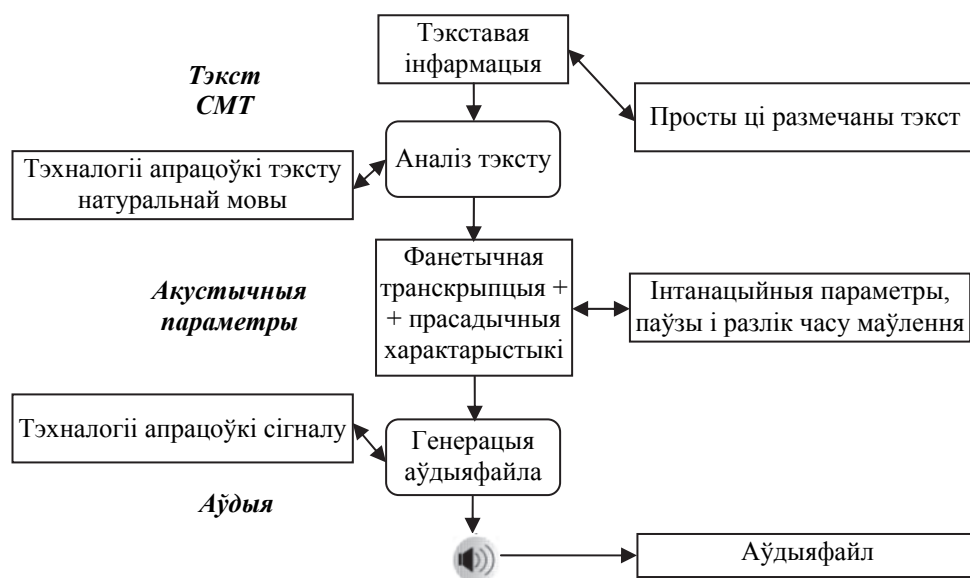 Тэкставая
інфармацыя
Тэкст
СМТ
Просты ці размечаны тэкст
Аналіз тэксту
Тэхналогіі апрацоўкі тэксту
натуральнай мовы
Фанетычная
транскрыпцыя +
+ прасадычныя
характарыстыкі
Акустычныя
параметры
Інтанацыйныя параметры,
паўзы і разлік часу маўлення
Тэхналогіі апрацоўкі сігналу
Генерацыя
аўдыяфайла
Аўдыя
Аўдыяфайл